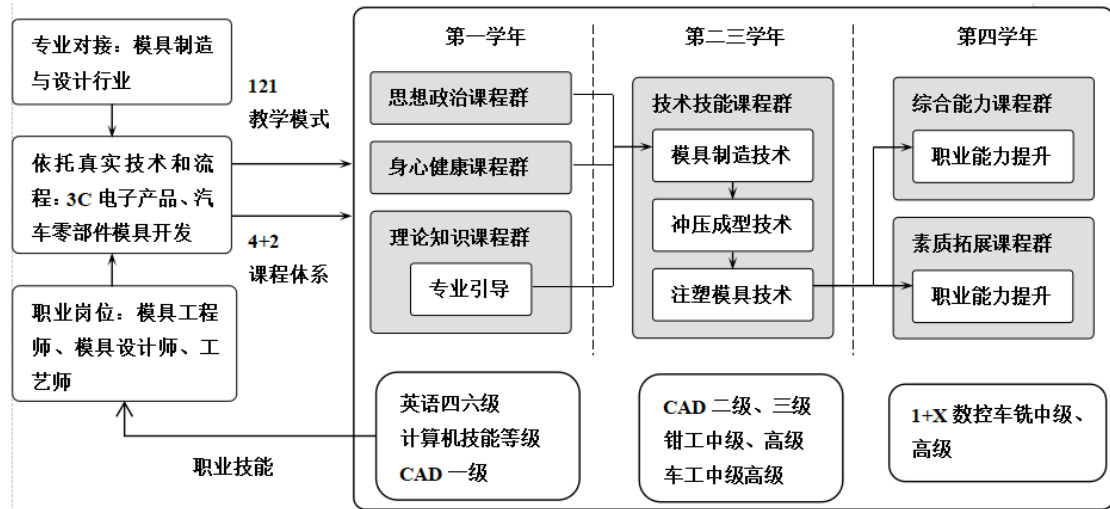 专业对接：模具制造
与设计行业
依托真实技术和流
程：3C 电子产品、汽
车零部件模具开发
职业岗位：模具工程
师、模具设计师、工
艺师
121
教学模式
4+2
课程体系
职业技能
第一学年
思想政治课程群
身心健康课程群
理论知识课程群
专业引导
英语四六级
计算机技能等级
CAD 一级
第二三学年
技术技能课程群
模具制造技术
冲压成型技术
注塑模具技术
CAD 二级、三级
钳工中级、高级
车工中级高级
第四学年
综合能力课程群
职业能力提升
素质拓展课程群
职业能力提升
1+X 数控车铣中级、
高级